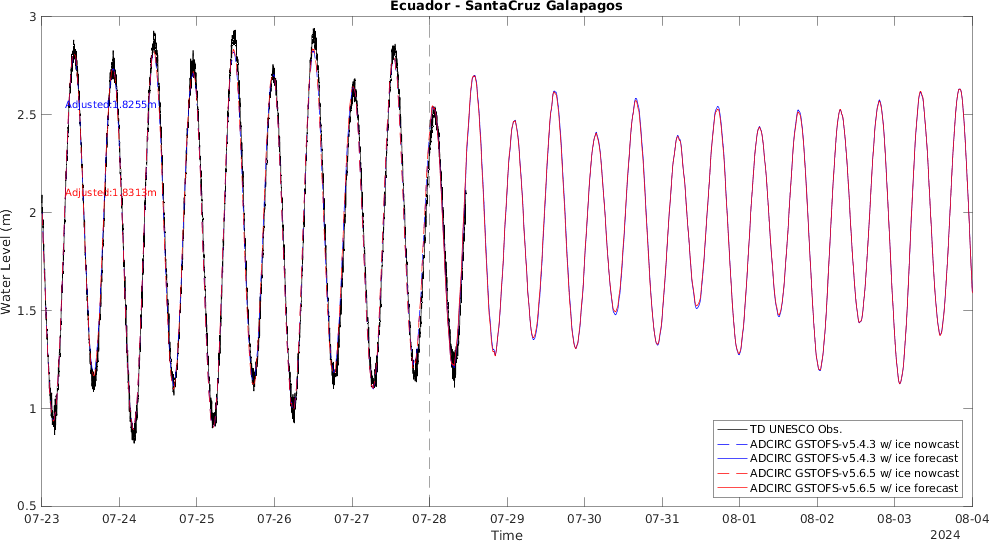 Ecuador - SantaCruz Galapagos
3
2.5
2
1.5
1
0.5
Water Level (m)
Adjusted:1.8255m
Adjusted:1.8313m
TD UNESCO Obs.
ADCIRC GSTOFS-v5.4.3 w/ ice nowcast
ADCIRC GSTOFS-v5.4.3 w/ ice forecast
ADCIRC GSTOFS-v5.6.5 w/ ice nowcast
ADCIRC GSTOFS-v5.6.5 w/ ice forecast
07-23 07-24 07-25 07-26 07-27 07-28 07-29 07-30 07-31 08-01 08-02 08-03 08-04
Time
2024